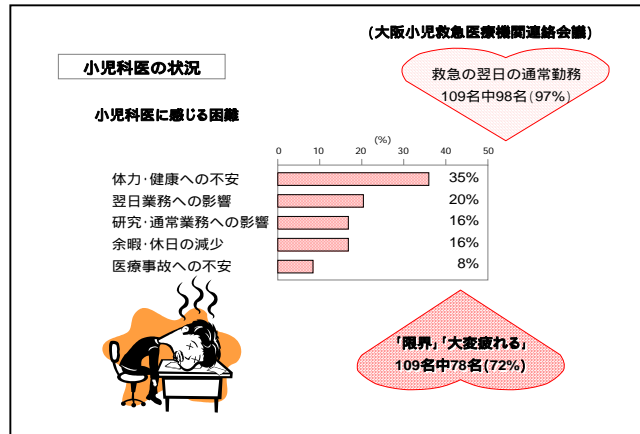 (大阪小児救急医療機関連絡会議)
小児科医の状況
救急の翌日の通常勤務
109名中98名(97%)
小児科医に感じる困難
(%)
0 10 20 30 40 50
体力・健康への不安 35%
翌日業務への影響 20%
研究・通常業務への影響 16%
余暇・休日の減少 16%
医療事故への不安 8%
「限界」「大変疲れる」
109名中78名(72%)